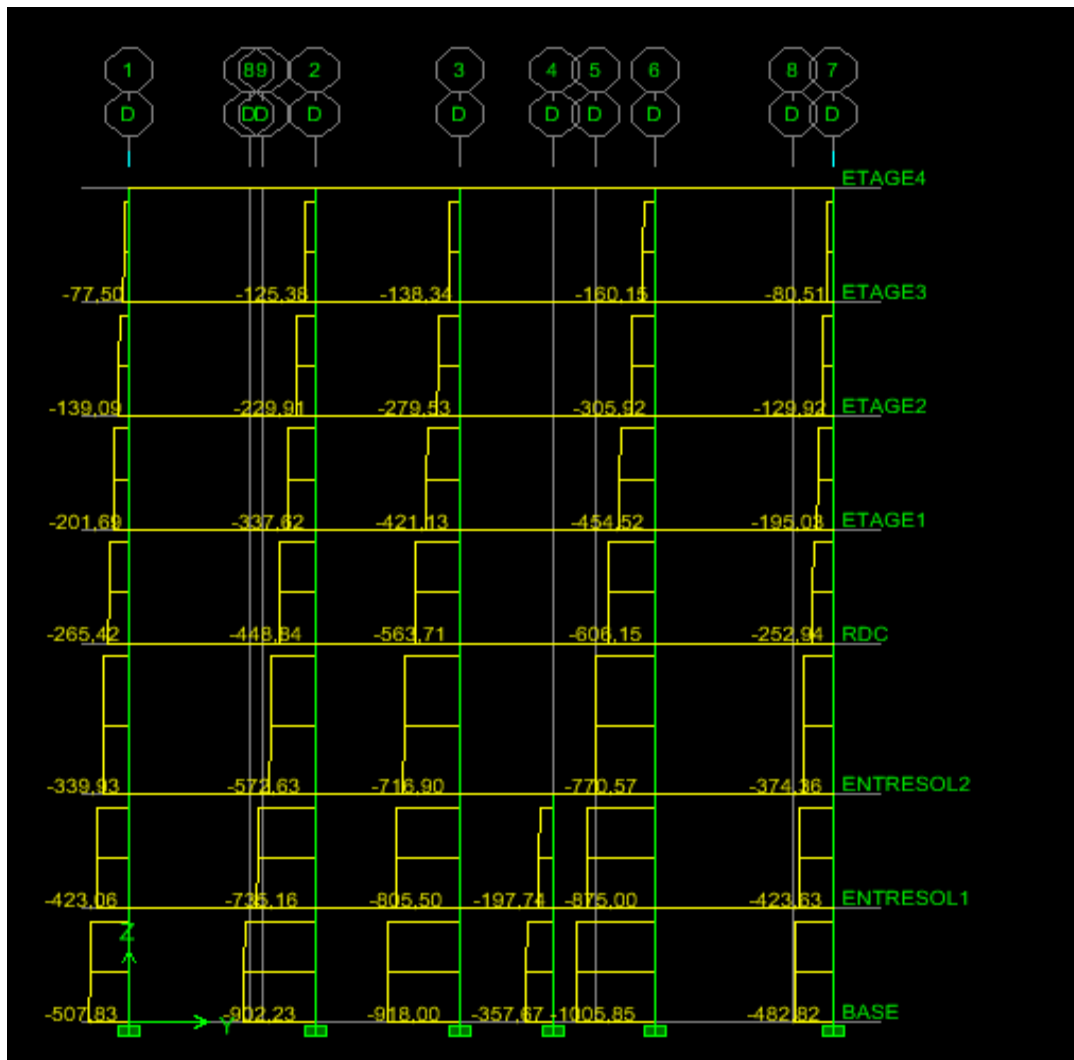 1 8 9 2 3 4 5 6 8 7
D D D D D D D D D D
ETAGE4
-77,50 -125,38 -138,34 -160,15 -80,51 ETAGE3
-139,09 -229,91 -279,53 -305,92 -129,92 ETAGE2
-201,69 -337,62 -421,13 -454,52 -195,03 ETAGE1
-265,42 -448,84 -563,71 -606,15 -252,94 RDC
-339,93 -572,63 -716,90 -770,57 -374,36 ENTRESOL2
-423,06 -735,16 -805,50 -197,74 -875,00 -423,63 ENTRESOL1
Z
-507,83 -902,23 -918,00 -357,67 -1005,85 -482,82 BASE
Y